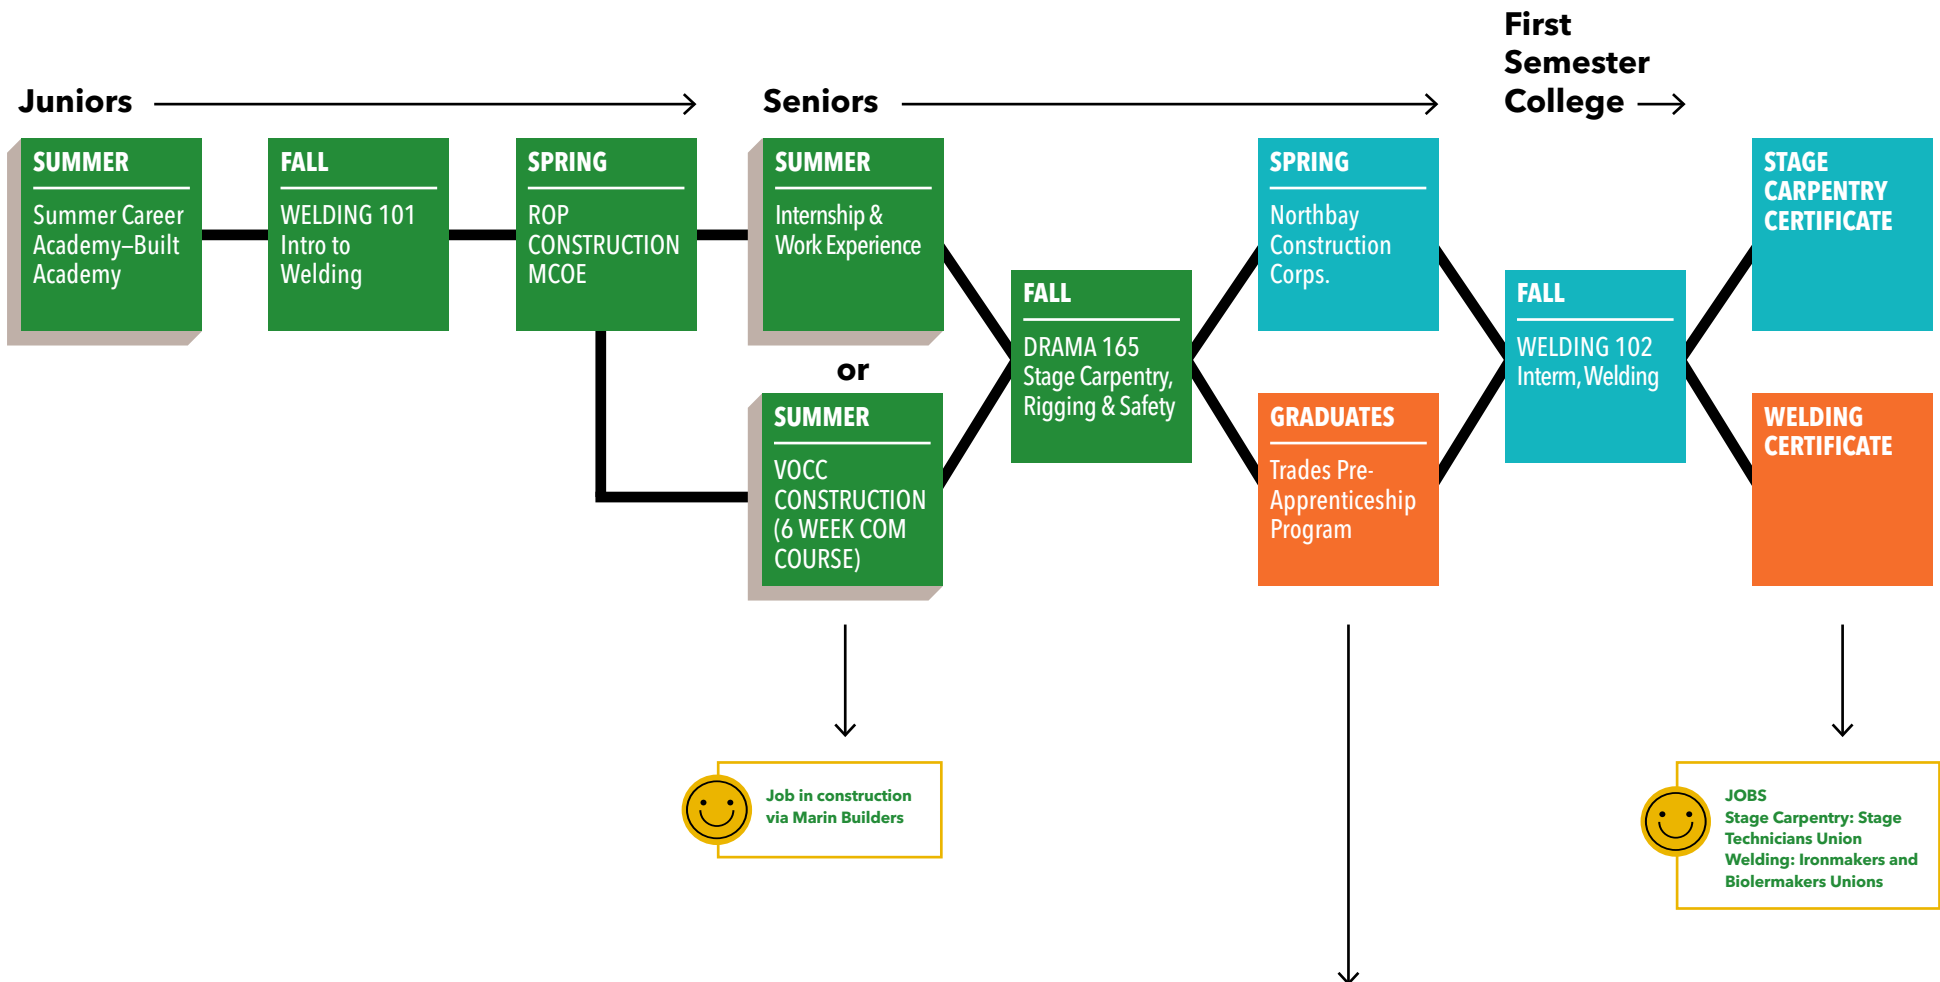 Juniors
Seniors
First
Semester
College
SUMMER
Summer Career
Academy–Built
Academy
FALL
WELDING 101
Intro to
Welding
SPRING
ROP
CONSTRUCTION
MCOE
SUMMER
Internship &
Work Experience
or
SUMMER
VOCC
CONSTRUCTION
(6 WEEK COM
COURSE)
FALL
DRAMA 165
Stage Carpentry,
Rigging & Safety
SPRING
Northbay
Construction
Corps.
GRADUATES
Trades Pre-
Apprenticeship
Program
FALL
WELDING 102
Interm, Welding
STAGE
CARPENTRY
CERTIFICATE
WELDING
CERTIFICATE
Job in construction
via Marin Builders
JOBS
Stage Carpentry: Stage
Technicians Union
Welding: Ironmakers and
Biolermakers Unions